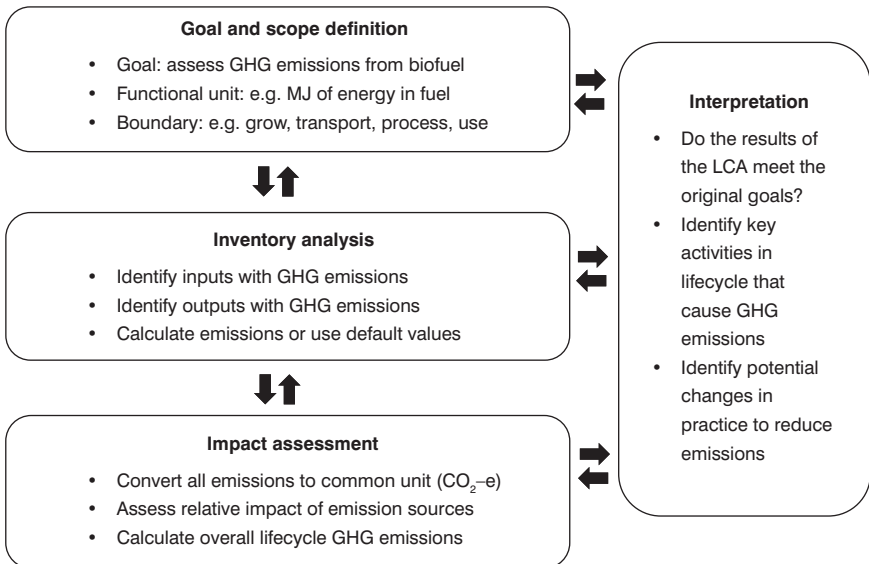 Goal and scope definition
• Goal: assess GHG emissions from biofuel
• Functional unit: e.g. MJ of energy in fuel
• Boundary: e.g. grow, transport, process, use
Inventory analysis
• Identify inputs with GHG emissions
• Identify outputs with GHG emissions
• Calculate emissions or use default values
Impact assessment
• Convert all emissions to common unit (CO₂–e)
• Assess relative impact of emission sources
• Calculate overall lifecycle GHG emissions
Interpretation
• Do the results of
the LCA meet the
original goals?
• Identify key
activities in
lifecycle that
cause GHG
emissions
• Identify potential
changes in
practice to reduce
emissions